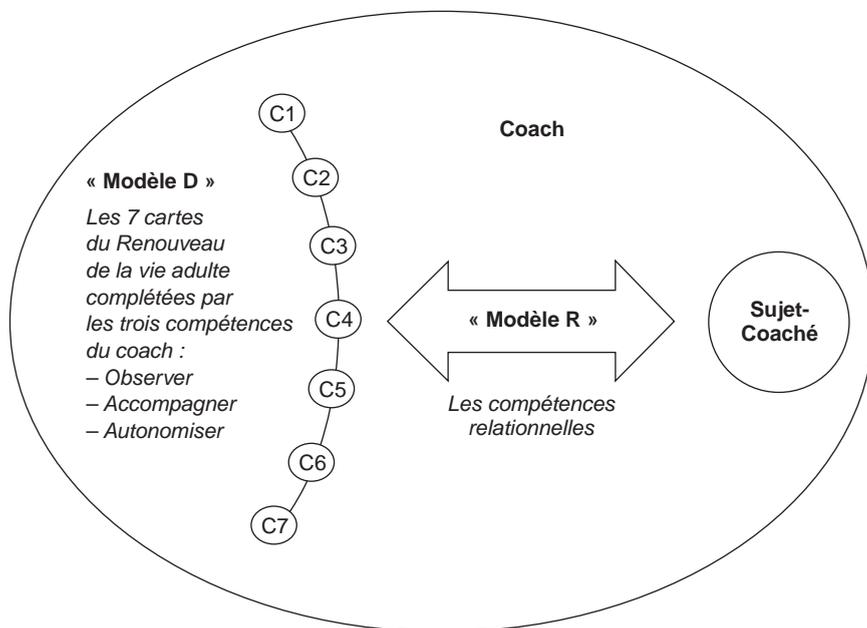 C1
Coach
C2
« Modèle D »
Les 7 cartes
du Renouveau
de la vie adulte
complétées par
les trois compétences
du coach :
– Observer
– Accompagner
– Autonomiser
C3
C4
C5
C6
C7
« Modèle R »
Les compétences
relationnelles
Sujet-
Coaché